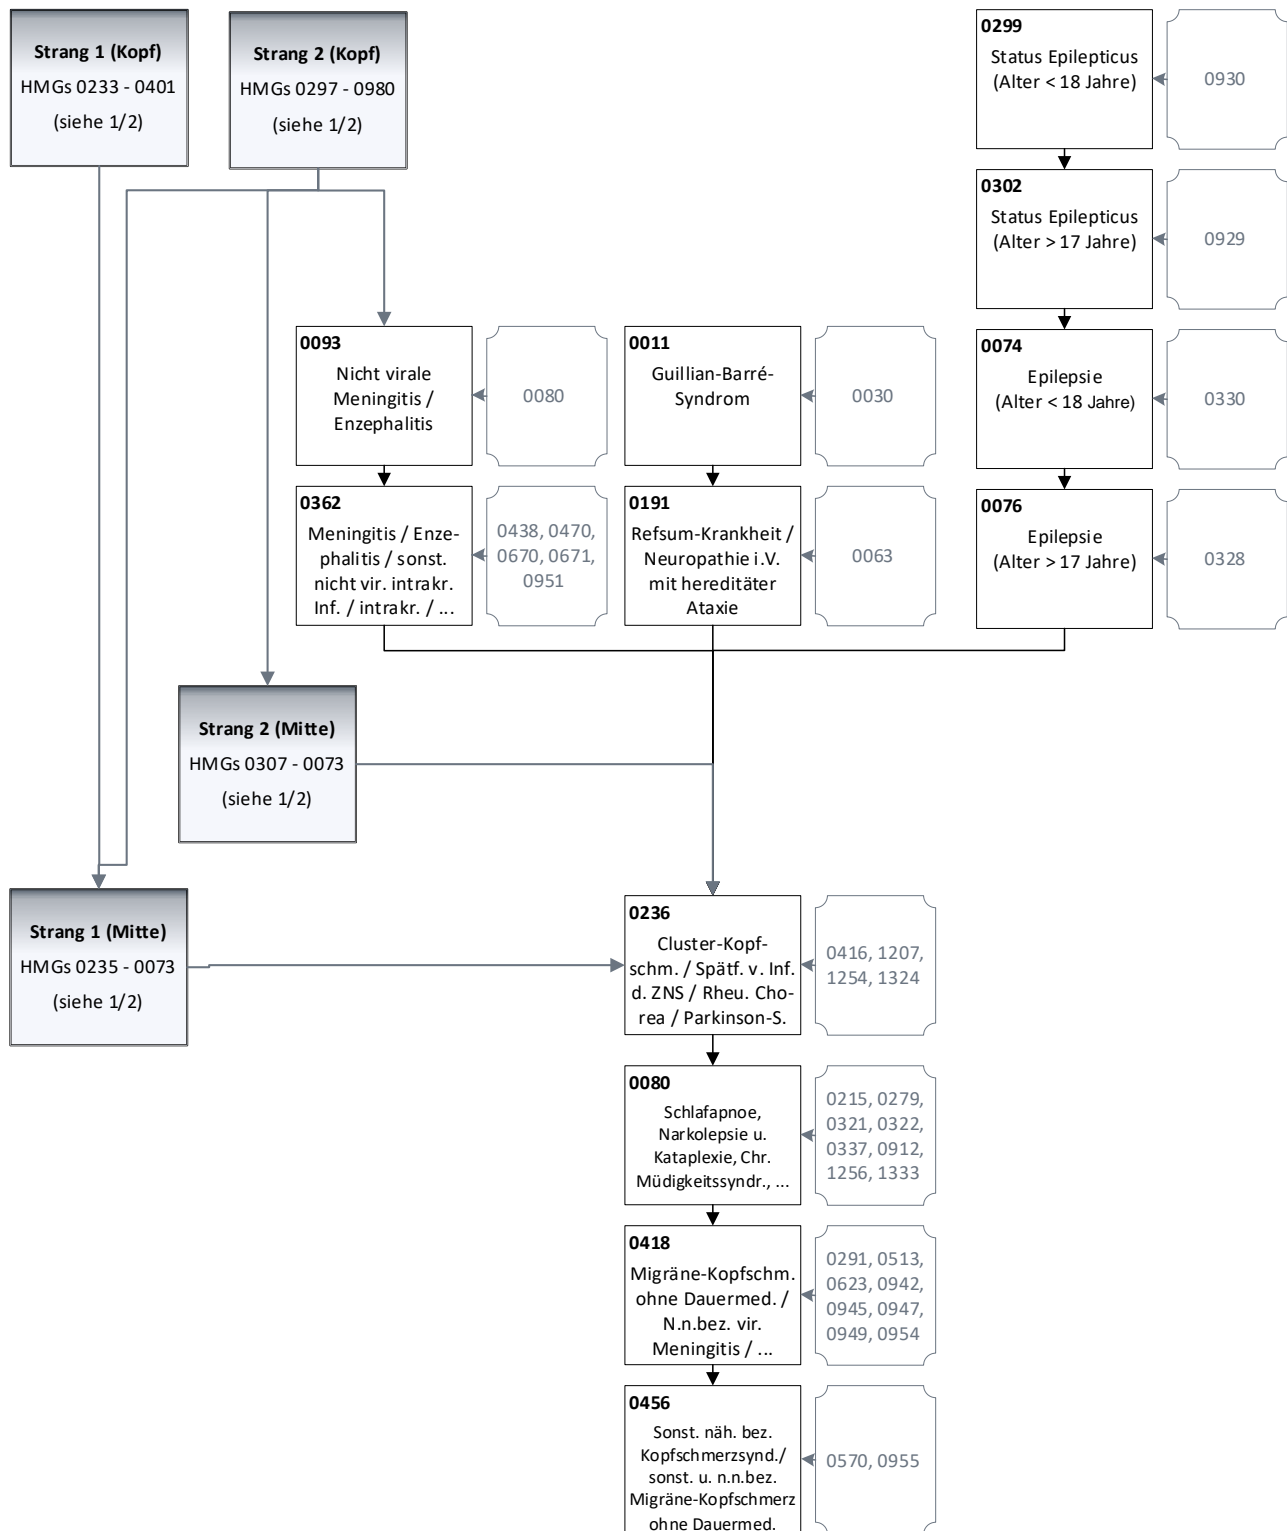 Strang 1 (Kopf)
HMGs 0233 - 0401
(siehe 1/2)
Strang 2 (Kopf)
HMGs 0297 - 0980
(siehe 1/2)
0299
Status Epilepticus
(Alter < 18 Jahre)
0930
0302
Status Epilepticus
(Alter > 17 Jahre)
0929
0093
Nicht virale
Meningitis /
Enzephalitis
0080
0011
Guillian-Barré-
Syndrom
0030
0074
Epilepsie
(Alter < 18 Jahre)
0330
0362
Meningitis / Enze-
phalitis / sonst.
nicht vir. intrakr.
Inf. / intrakr. / ...
0438, 0470,
0670, 0671,
0951
0191
Refsum-Krankheit /
Neuropathie i.V.
mit hereditäter
Ataxie
0063
0076
Epilepsie
(Alter > 17 Jahre)
0328
Strang 2 (Mitte)
HMGs 0307 - 0073
(siehe 1/2)
Strang 1 (Mitte)
HMGs 0235 - 0073
(siehe 1/2)
0236
Cluster-Kopf-
schm. / Spätf. v. Inf.
d. ZNS / Rheu. Cho-
rea / Parkinson-S.
0416, 1207,
1254, 1324
0080
Schlafapnoe,
Narkolepsie u.
Kataplexie, Chr.
Müdigkeitssyndr., ...
0215, 0279,
0321, 0322,
0337, 0912,
1256, 1333
0418
Migräne-Kopfschm.
ohne Dauermed. /
N.n.bez. vir.
Meningitis / ...
0291, 0513,
0623, 0942,
0945, 0947,
0949, 0954
0456
Sonst. näh. bez.
Kopfschmerzsynd./
sonst. u. n.n.bez.
Migräne-Kopfschmerz
ohne Dauermed.
0570, 0955